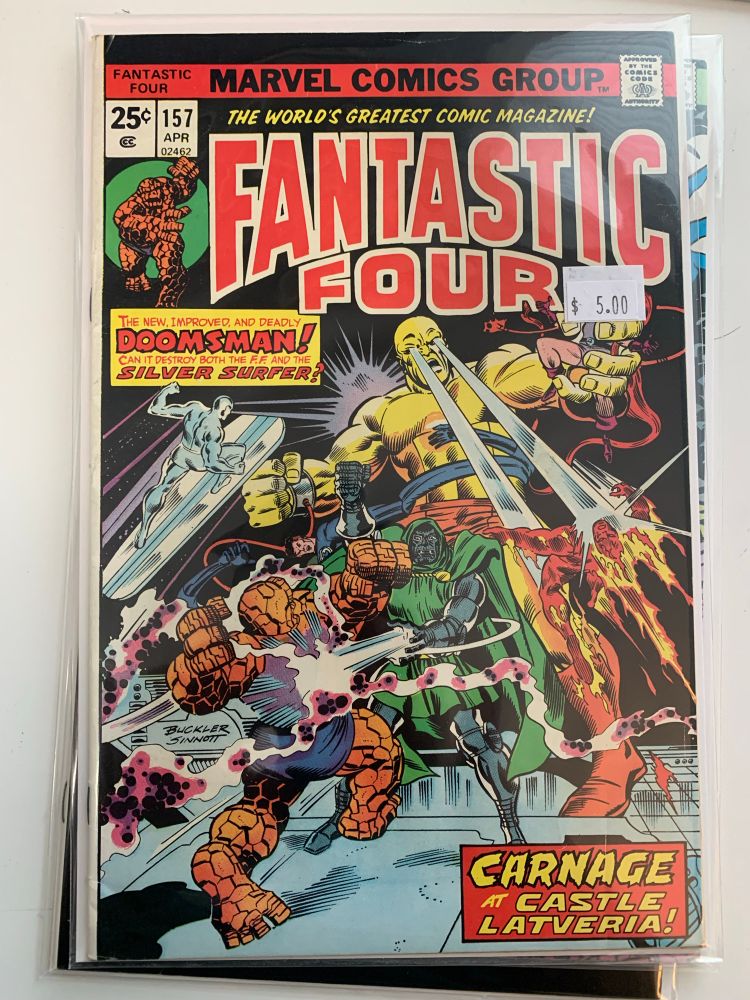 FANTASTIC
FOUR
MARVEL COMICS GROUP™
APPROVED
BY THE
COMICS
CODE
AUTHORITY
25¢
157
APR
02462
CC
THE WORLD'S GREATEST COMIC MAGAZINE!
FANTASTIC
FOUR
$ 5.00
THE NEW, IMPROVED, AND DEADLY
DOOMSMAN!
CAN IT DESTROY BOTH THE F.F. AND THE
SILVER SURFER?
BUCKLER
SINNOTT
CARNAGE
AT CASTLE
LATVERIA!